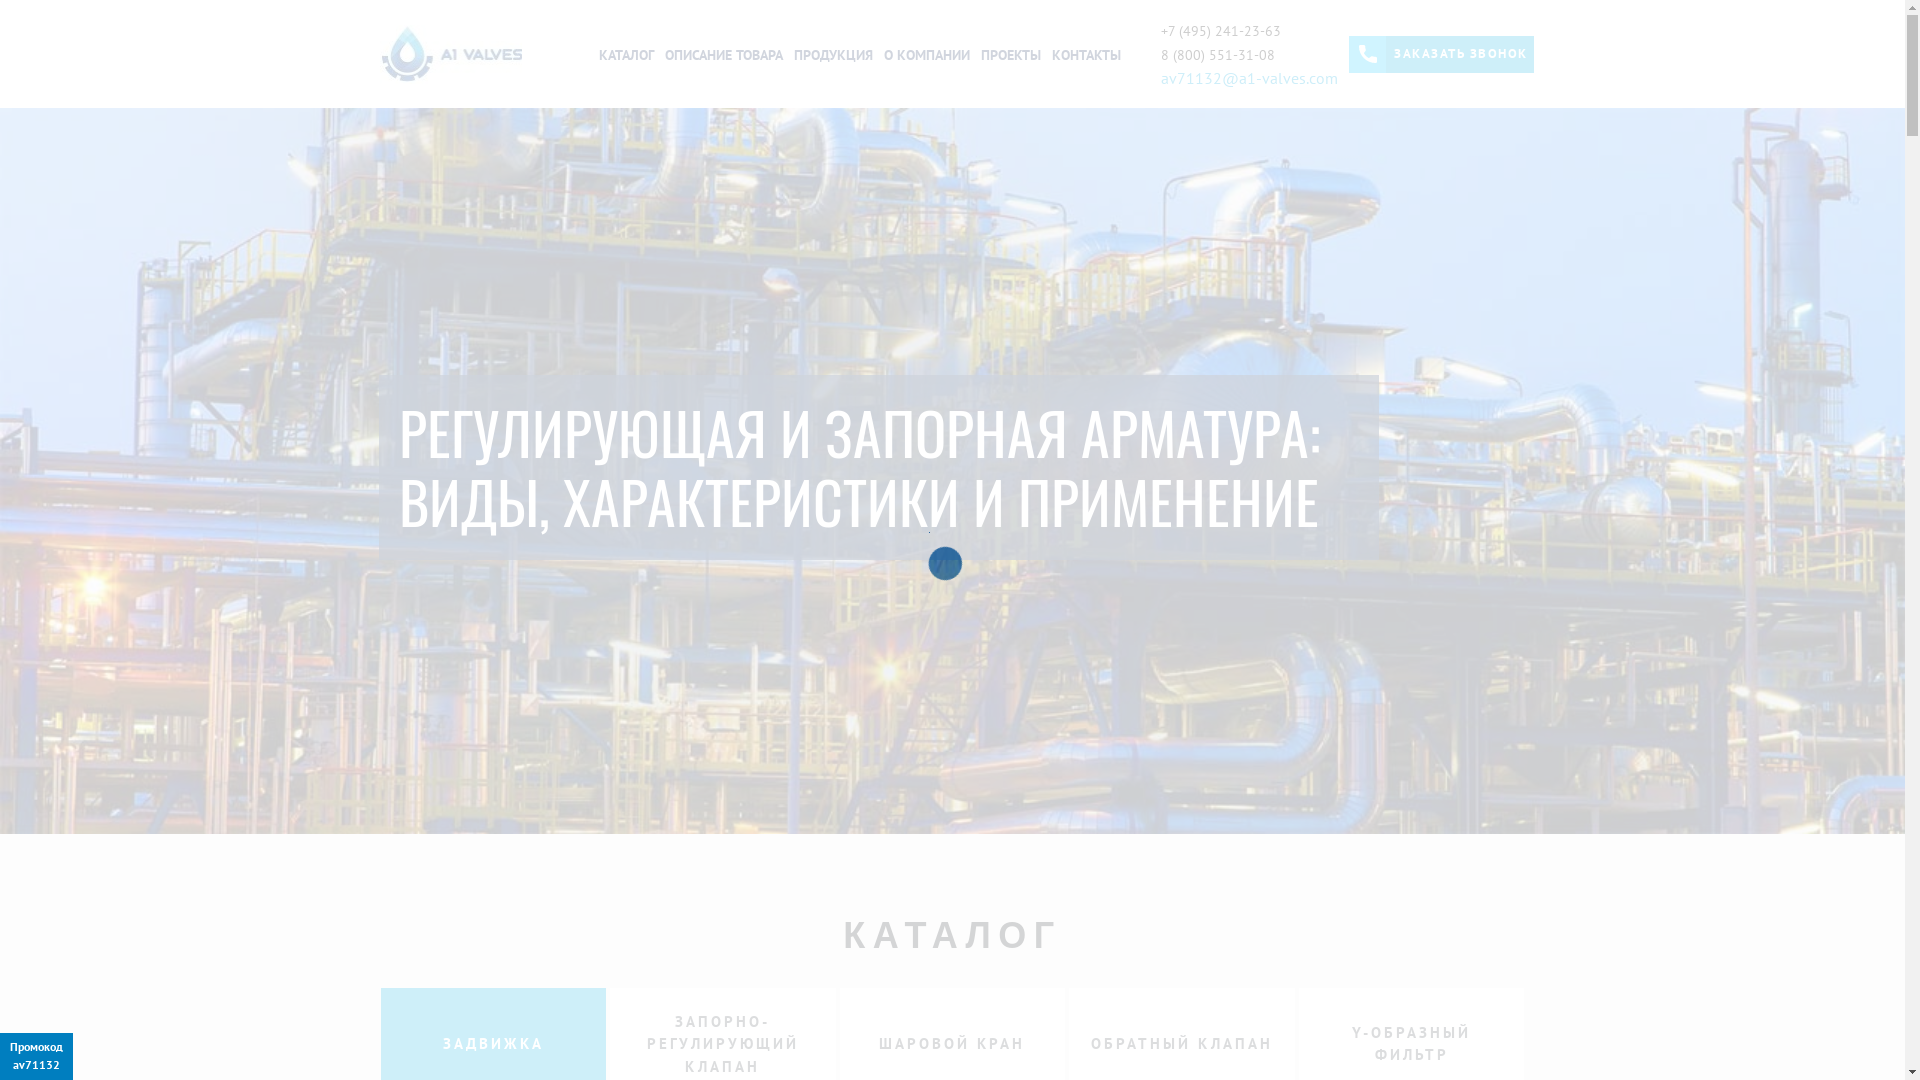 A1 VALVES
КАТАЛОГ ОПИСАНИЕ ТОВАРА ПРОДУКЦИЯ О КОМПАНИИ ПРОЕКТЫ КОНТАКТЫ
+7 (495) 241-23-63
8 (800) 551-31-08
av71132@a1-valves.com
ЗАКАЗАТЬ ЗВОНОК
РЕГУЛИРУЮЩАЯ И ЗАПОРНАЯ АРМАТУРА:
ВИДЫ, ХАРАКТЕРИСТИКИ И ПРИМЕНЕНИЕ
КАТАЛОГ
ЗАДВИЖКА
ЗАПОРНО-
РЕГУЛИРУЮЩИЙ
КЛАПАН
ШАРОВОЙ КРАН
ОБРАТНЫЙ КЛАПАН
Y-ОБРАЗНЫЙ
ФИЛЬТР
Промокод
av71132